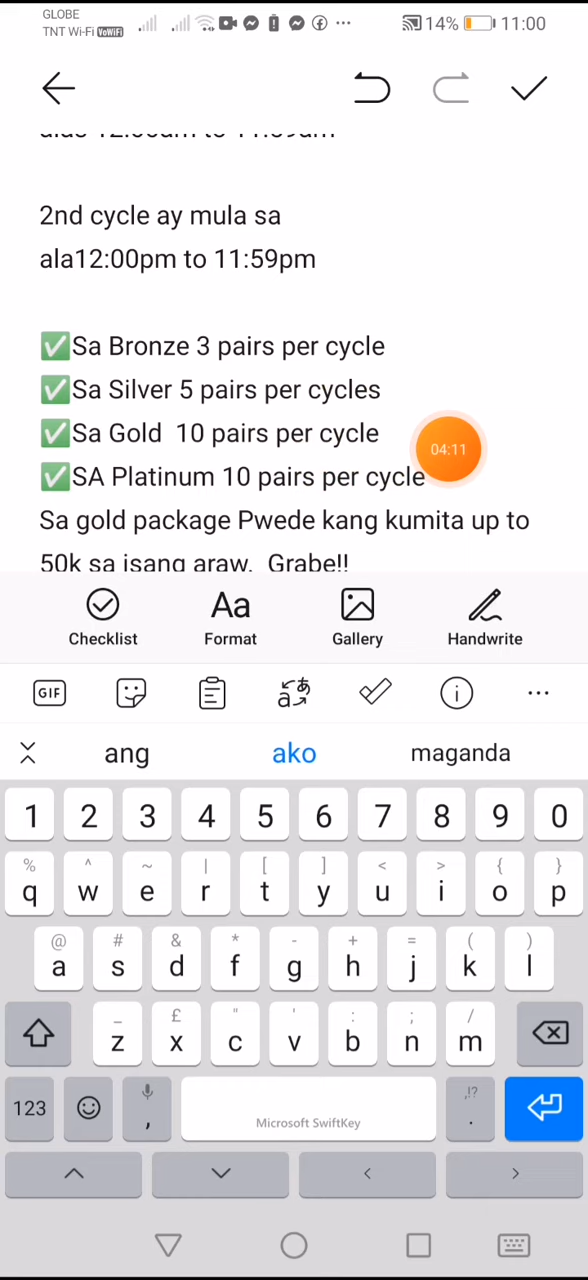 GLOBE
TNT Wi-Fi VoWiFi 14% 11:00
2nd cycle ay mula sa
ala12:00pm to 11:59pm
✅Sa Bronze 3 pairs per cycle
✅Sa Silver 5 pairs per cycles
✅Sa Gold 10 pairs per cycle
04:11
✅SA Platinum 10 pairs per cycle
Sa gold package Pwede kang kumita up to
50k sa isang araw. Grabe!!
Checklist Format Gallery Handwrite
Aa
GIF
ang ako maganda
1 2 3 4 5 6 7 8 9 0
% ^ ~ | [ ] < > { }
q w e r t y u i o p
@ # & * - + = ( )
a s d f g h j k l
_ £ " ' : ; /
z x c v b n m
123 , Microsoft SwiftKey ,!? .